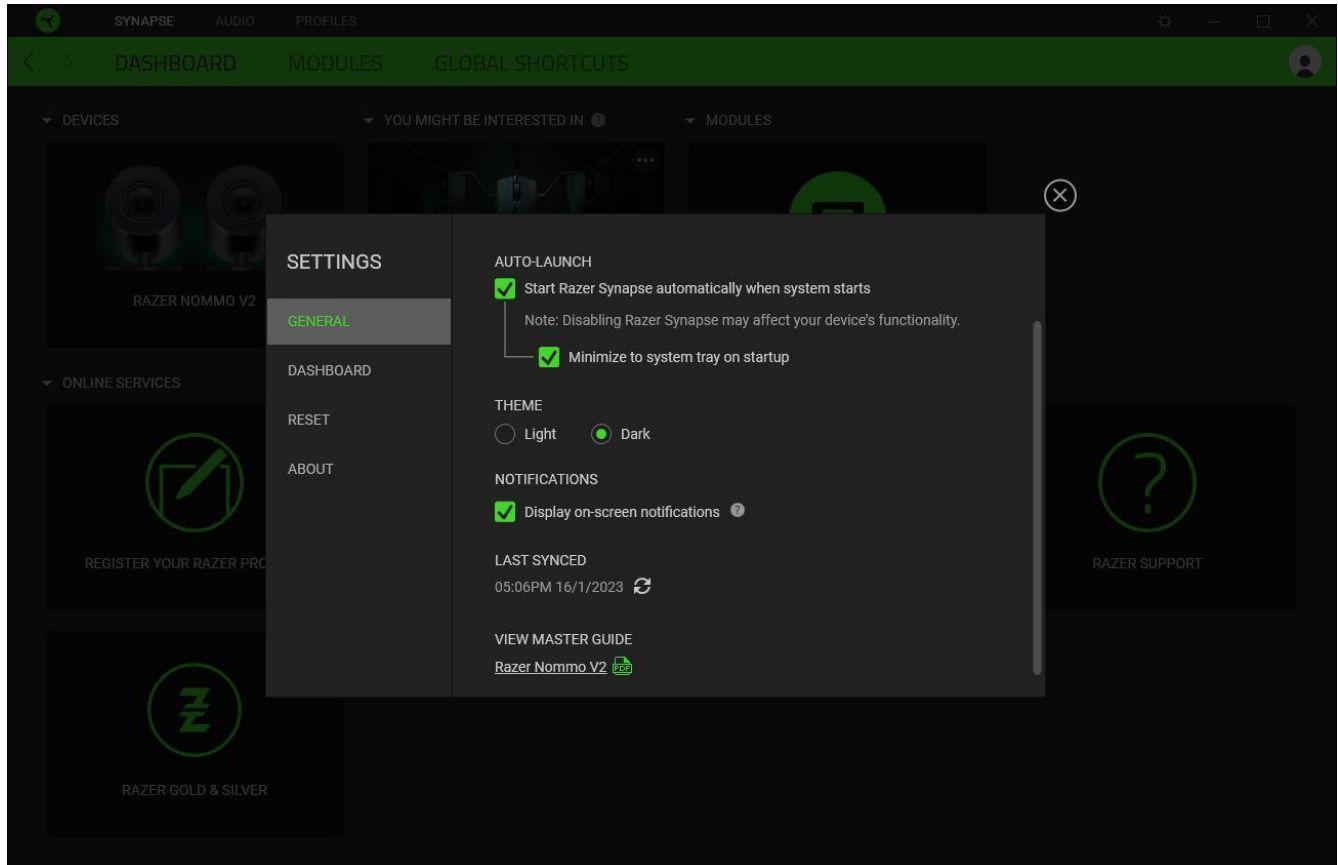 SYNAPSE AUDIO PROFILES
DASHBOARD MODULES GLOBAL SHORTCUTS
DEVICES
YOU MIGHT BE INTERESTED IN ?
MODULES
RAZER NOMMO V2
ONLINE SERVICES
REGISTER YOUR RAZER PRO
RAZER SUPPORT
RAZER GOLD & SILVER
SETTINGS
GENERAL
DASHBOARD
RESET
ABOUT
AUTO-LAUNCH
Start Razer Synapse automatically when system starts
Note: Disabling Razer Synapse may affect your device’s functionality.
Minimize to system tray on startup
THEME
Light Dark
NOTIFICATIONS
Display on-screen notifications ?
LAST SYNCED
05:06PM 16/1/2023
VIEW MASTER GUIDE
Razer Nommo V2 PDF